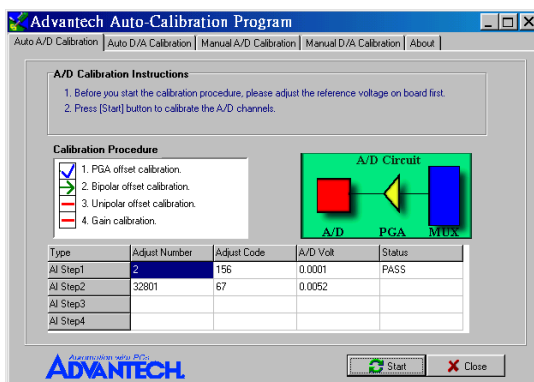 Advantech Auto-Calibration Program
Auto A/D Calibration Auto D/A Calibration Manual A/D Calibration Manual D/A Calibration About
A/D Calibration Instructions
1. Before you start the calibration procedure, please adjust the reference voltage on board first.
2. Press [Start] button to calibrate the A/D channels.
Calibration Procedure
1. PGA offset calibration.
2. Bipolar offset calibration.
3. Unipolar offset calibration.
4. Gain calibration.
A/D Circuit
A/D PGA MUX
Type Adjust Number Adjust Code A/D Volt Status
AI Step1 2 156 0.0001 PASS
AI Step2 32801 67 0.0052
AI Step3
AI Step4
Automation with PCs
ADVANTECH
Start Close